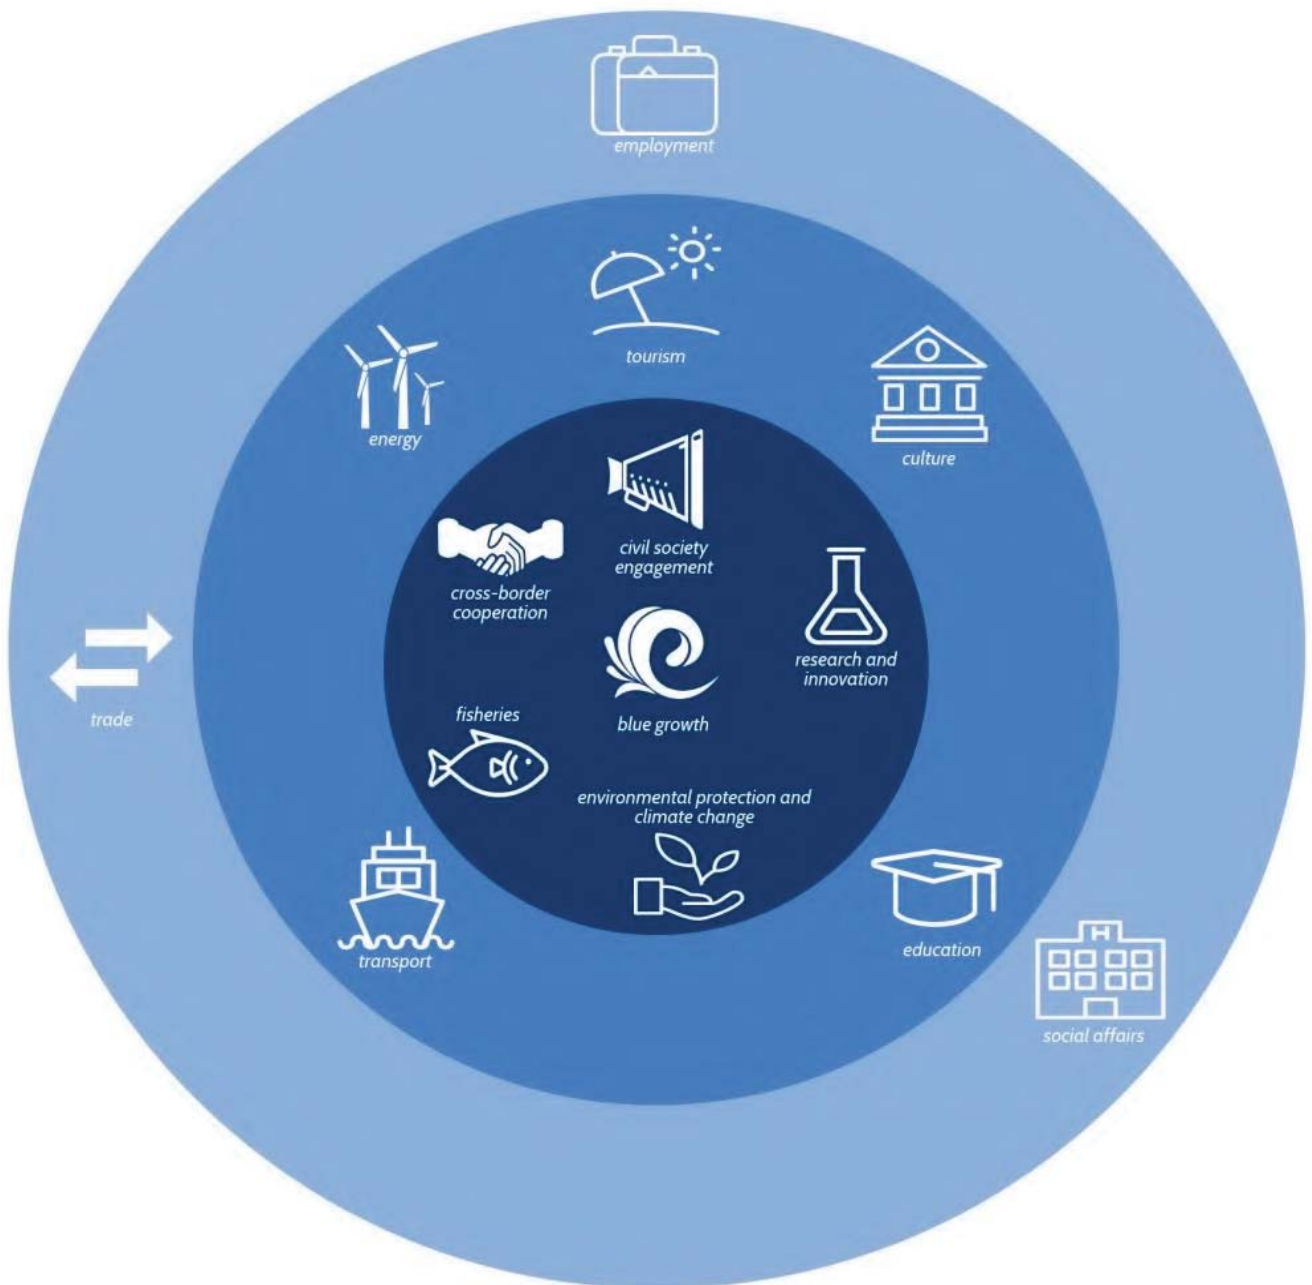 employment
tourism
energy
culture
civil society
engagement
cross-border
cooperation
research and
innovation
trade
fisheries
blue growth
environmental protection and
climate change
transport
education
H
social affairs